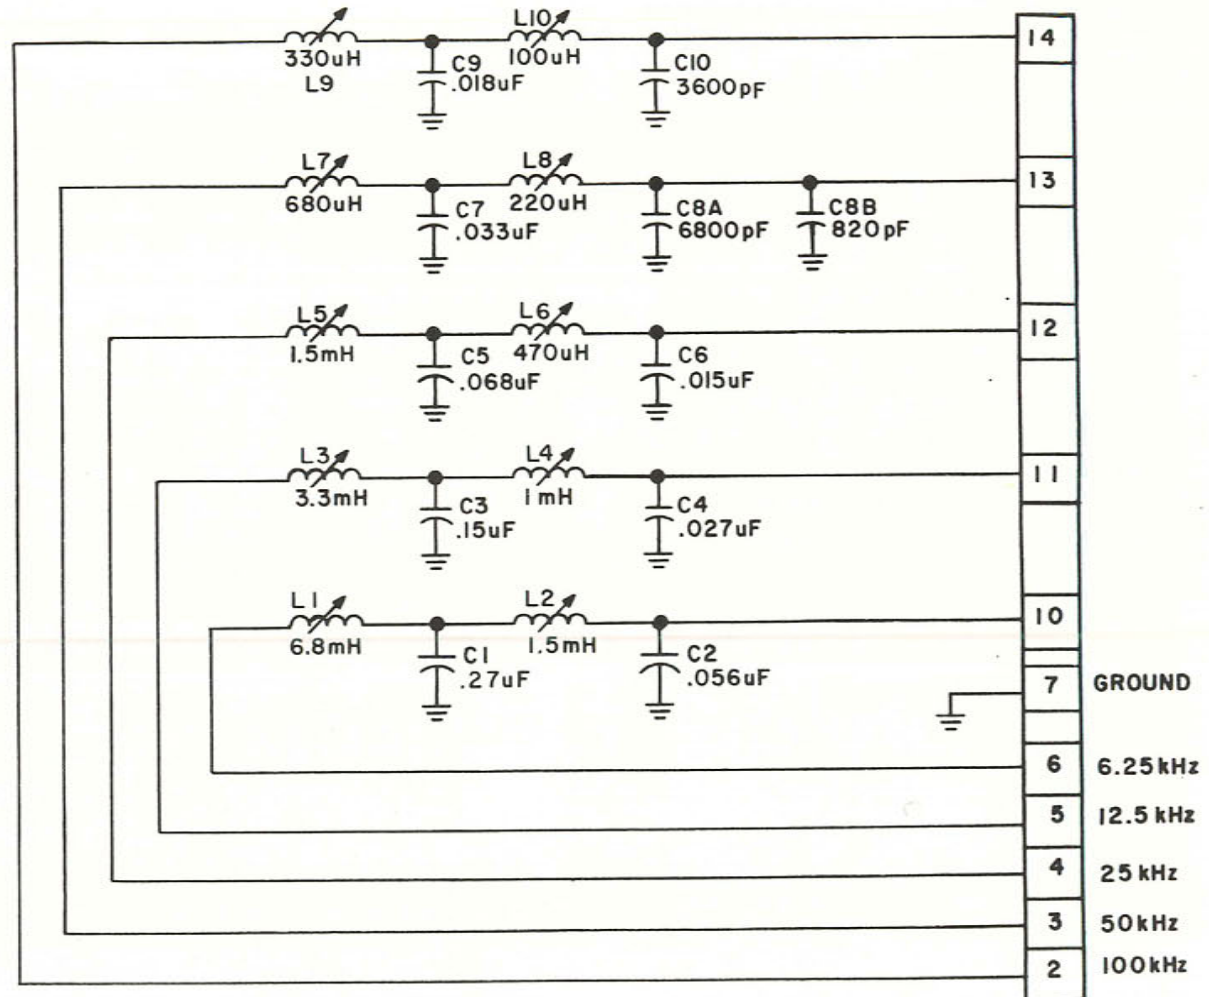 L10
14
330uH
100uH
C9
C10
L9
.018uF
3600pF
L7
L8
13
680uH
220uH
C7
C8A
C8B
.033uF
6800pF
820pF
L5
L6
12
1.5mH
470uH
C5
C6
.068uF
.015uF
L3
L4
11
3.3mH
1mH
C3
C4
.15uF
.027uF
L1
L2
10
6.8mH
1.5mH
C1
C2
.27uF
.056uF
7 GROUND
6 6.25kHz
5 12.5kHz
4 25kHz
3 50kHz
2 100kHz